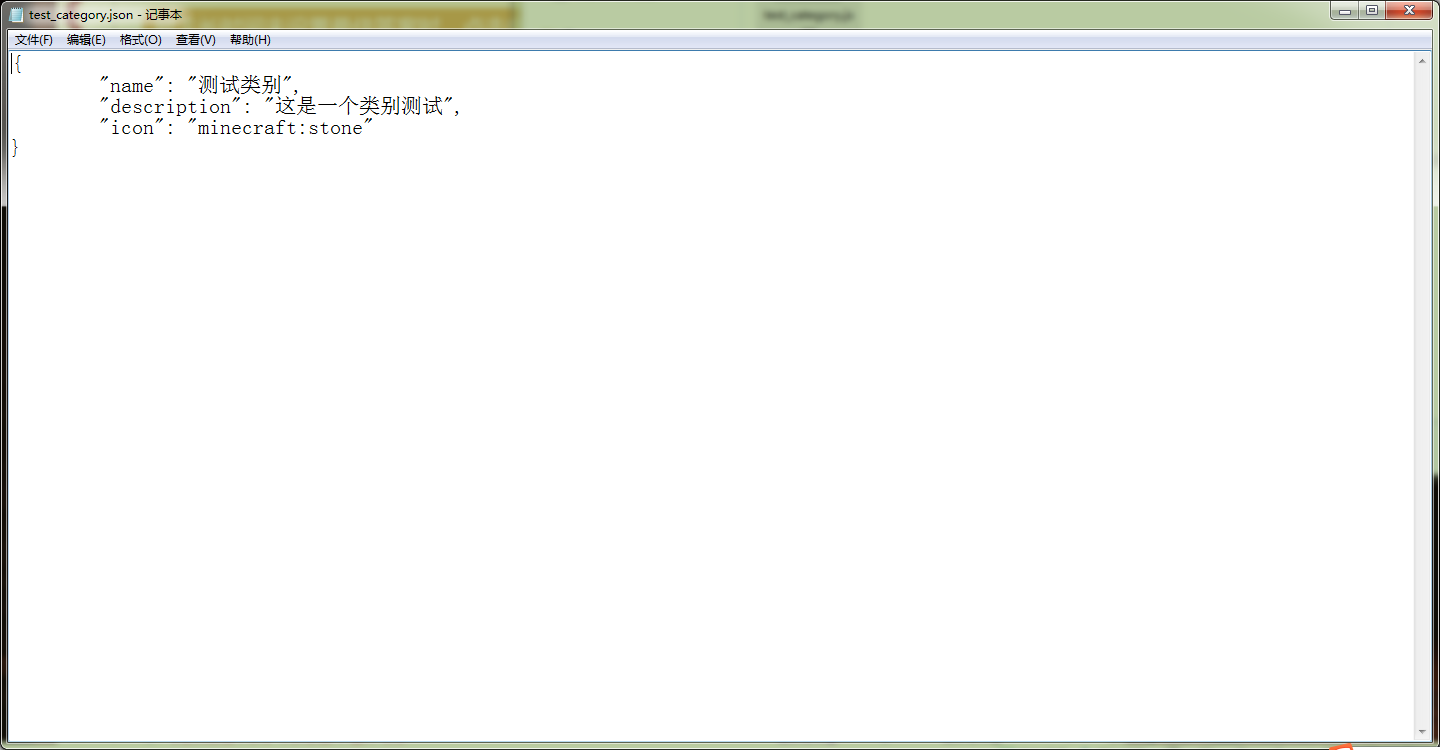 test_category.json - 记事本
文件(F) 编辑(E) 格式(O) 查看(V) 帮助(H)
{
"name": "测试类别",
"description": "这是一个类别测试",
"icon": "minecraft:stone"
}